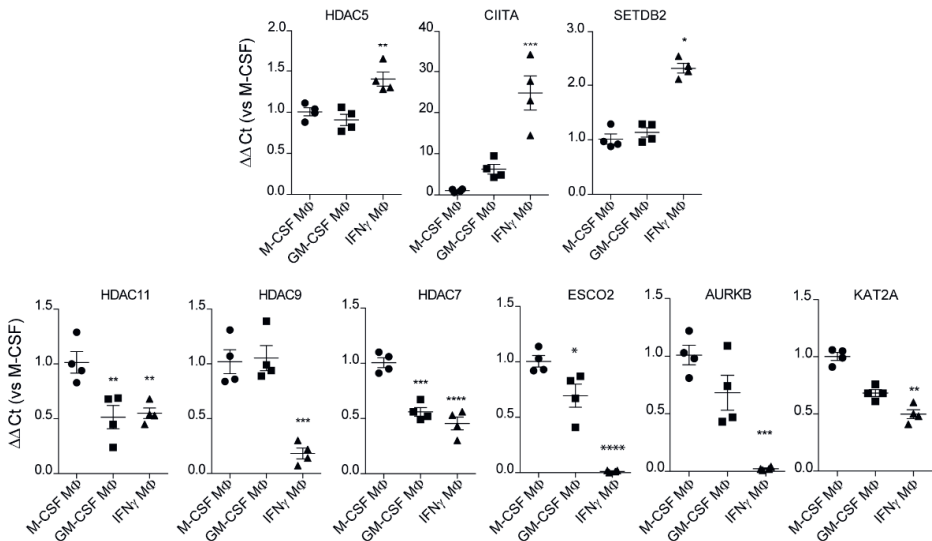 HDAC5
CIITA
SETDB2
ΔΔ Ct (vs M-CSF)
2.0
1.5
1.0
0.5
0.0
**
M-CSF MΦ
GM-CSF MΦ
IFNγ MΦ
40
30
20
10
0
***
M-CSF MΦ
GM-CSF MΦ
IFNγ MΦ
3.0
2.0
1.0
0.0
*
M-CSF MΦ
GM-CSF MΦ
IFNγ MΦ
HDAC11
HDAC9
HDAC7
ESCO2
AURKB
KAT2A
ΔΔ Ct (vs M-CSF)
1.5
1.0
0.5
0.0
**
**
M-CSF MΦ
GM-CSF MΦ
IFNγ MΦ
1.5
1.0
0.5
0.0
***
M-CSF MΦ
GM-CSF MΦ
IFNγ MΦ
1.5
1.0
0.5
0.0
***
****
M-CSF MΦ
GM-CSF MΦ
IFNγ MΦ
1.5
1.0
0.5
0.0
*
****
M-CSF MΦ
GM-CSF MΦ
IFNγ MΦ
1.5
1.0
0.5
0.0
***
M-CSF MΦ
GM-CSF MΦ
IFNγ MΦ
1.5
1.0
0.5
0.0
**
M-CSF MΦ
GM-CSF MΦ
IFNγ MΦ